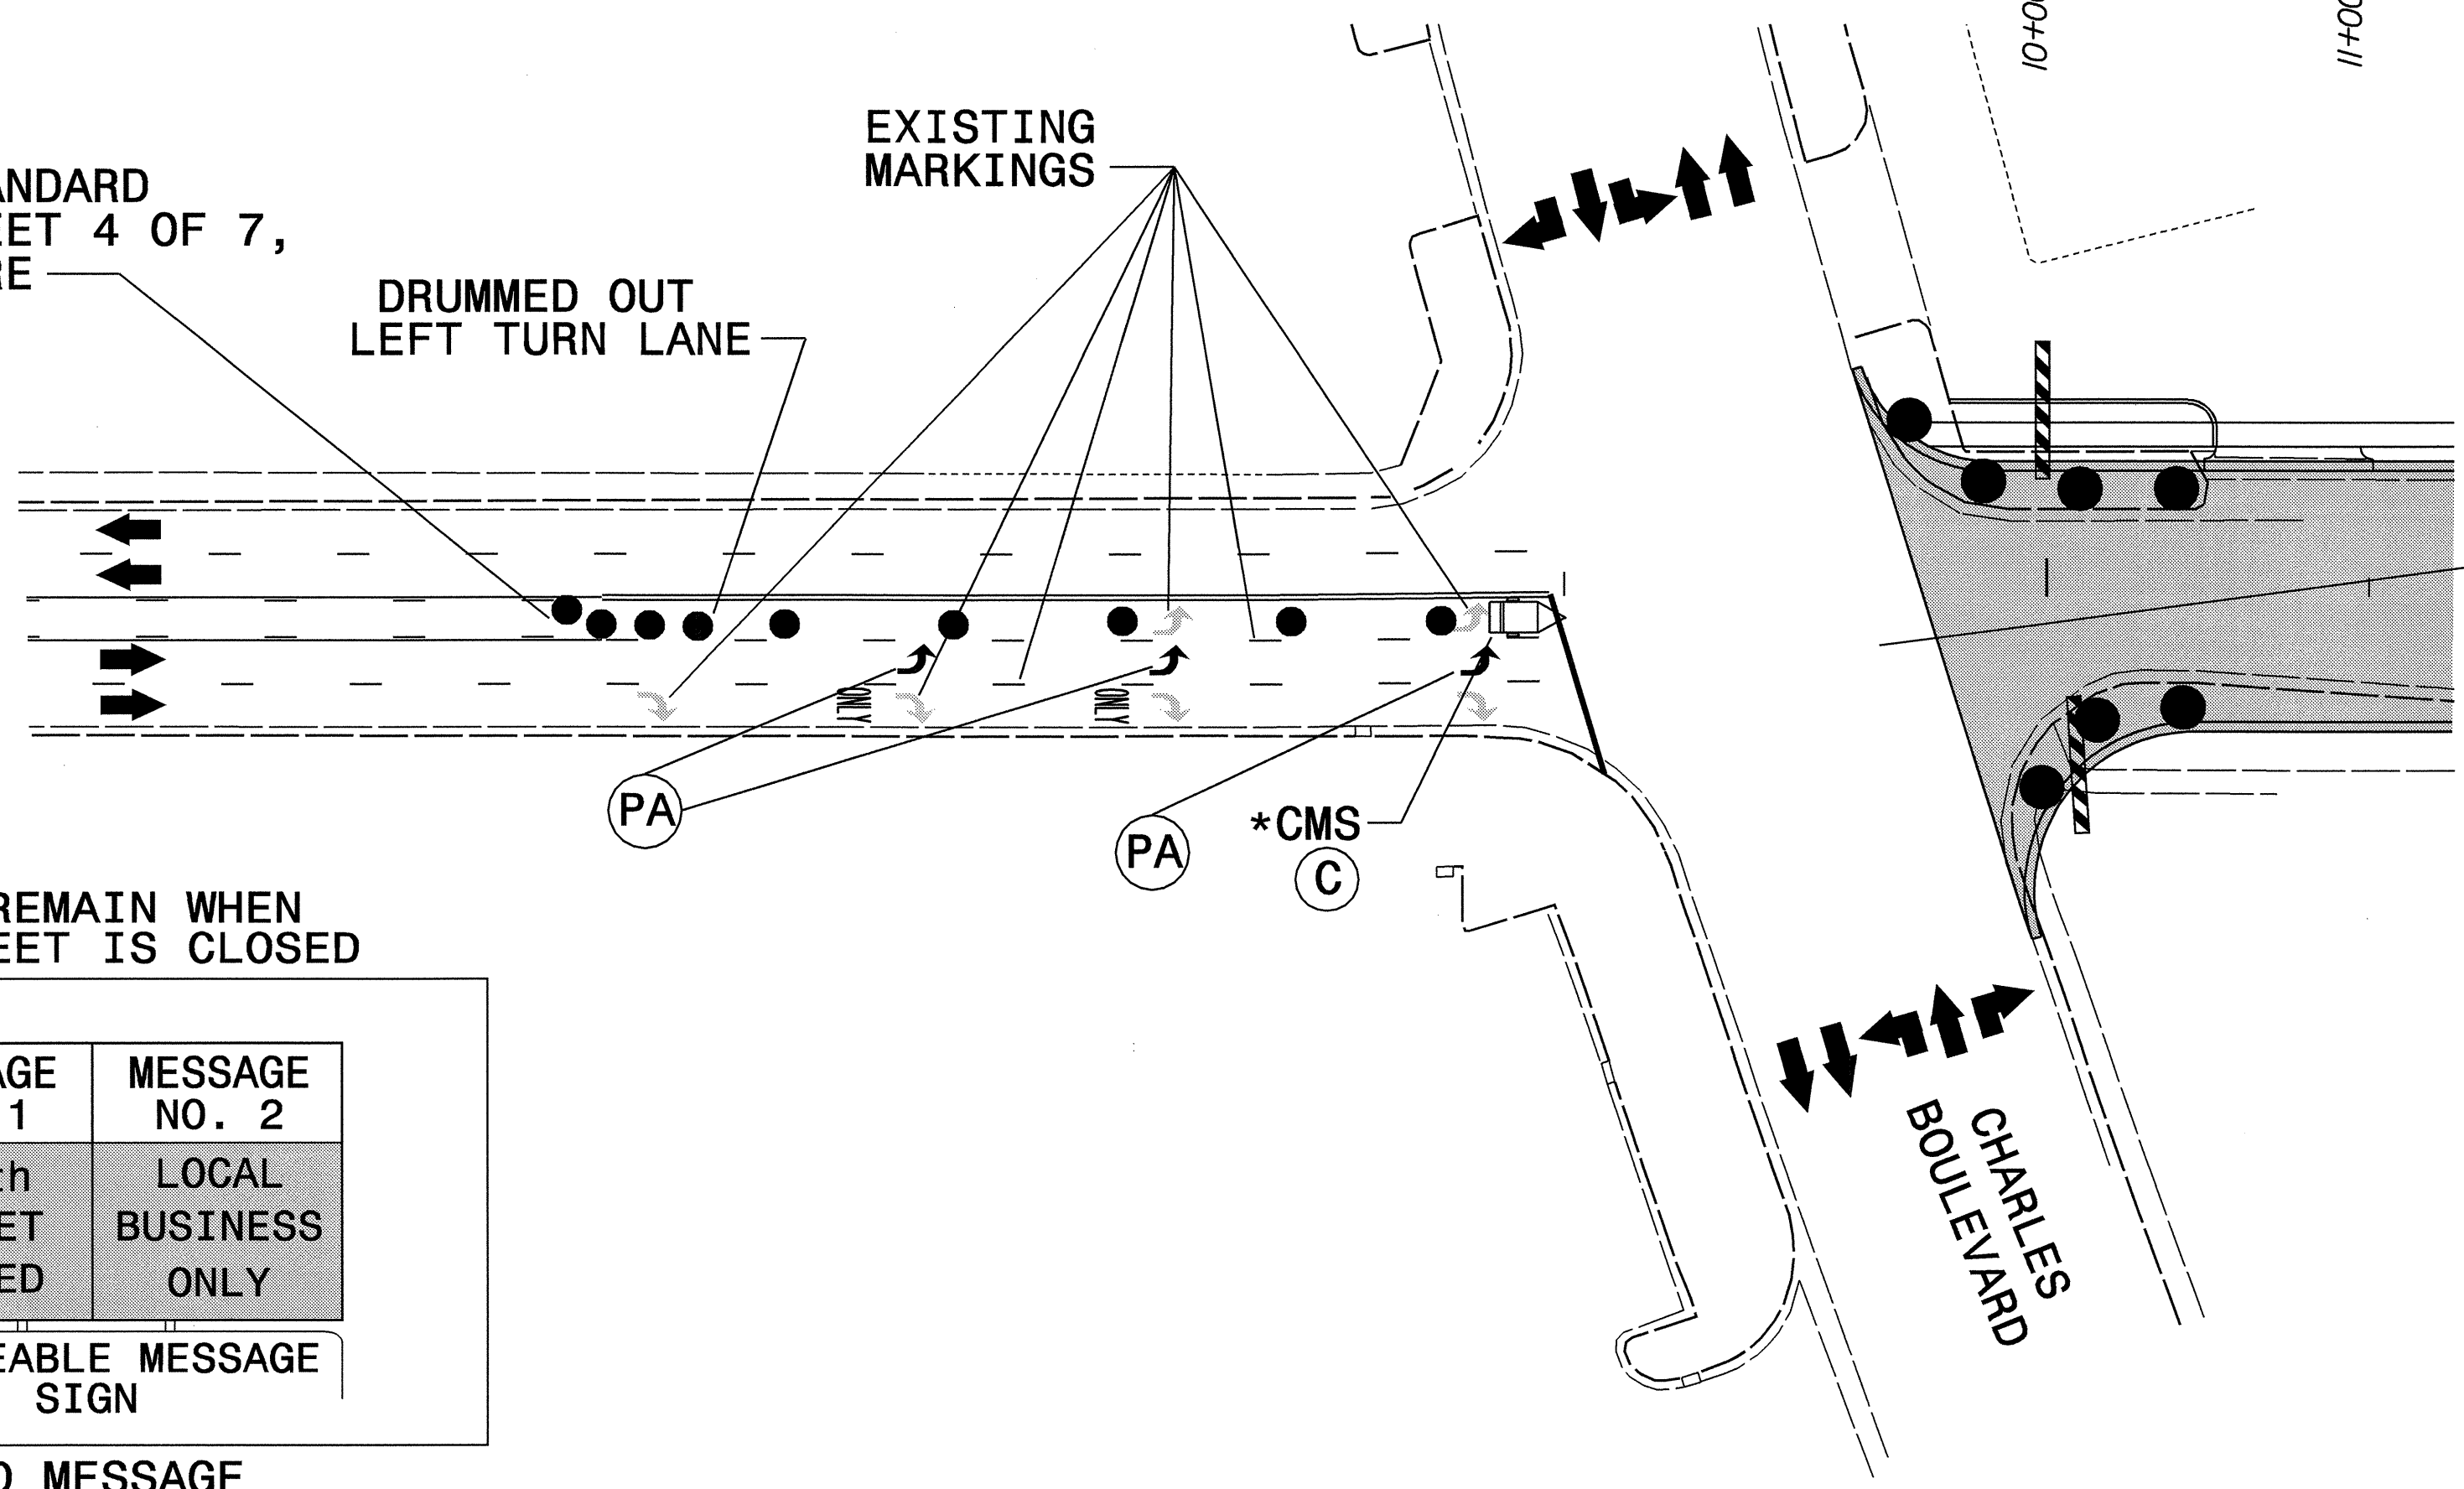 10+0
11+00
EXISTING
MARKINGS
ANDARD
EET 4 OF 7,
RE
DRUMMED OUT
LEFT TURN LANE
ONLY
ONLY
PA
PA
*CMS
C
REMAIN WHEN
EET IS CLOSED
AGE
1
MESSAGE
NO. 2
th
ET
ED
LOCAL
BUSINESS
ONLY
EABLE MESSAGE
SIGN
D MESSAGE
CHARLES
BOULEVARD